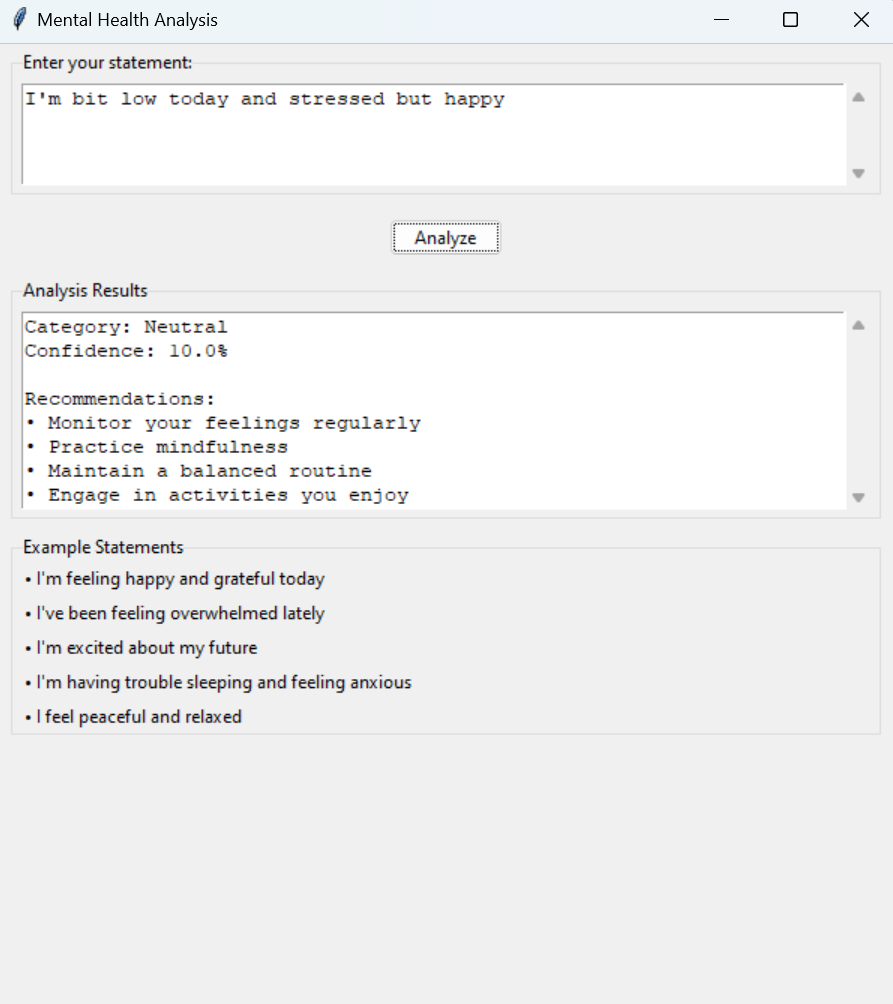 Mental Health Analysis
Enter your statement:
I'm bit low today and stressed but happy
Analyze
Analysis Results
Category: Neutral
Confidence: 10.0%
Recommendations:
• Monitor your feelings regularly
• Practice mindfulness
• Maintain a balanced routine
• Engage in activities you enjoy
Example Statements
• I'm feeling happy and grateful today
• I've been feeling overwhelmed lately
• I'm excited about my future
• I'm having trouble sleeping and feeling anxious
• I feel peaceful and relaxed